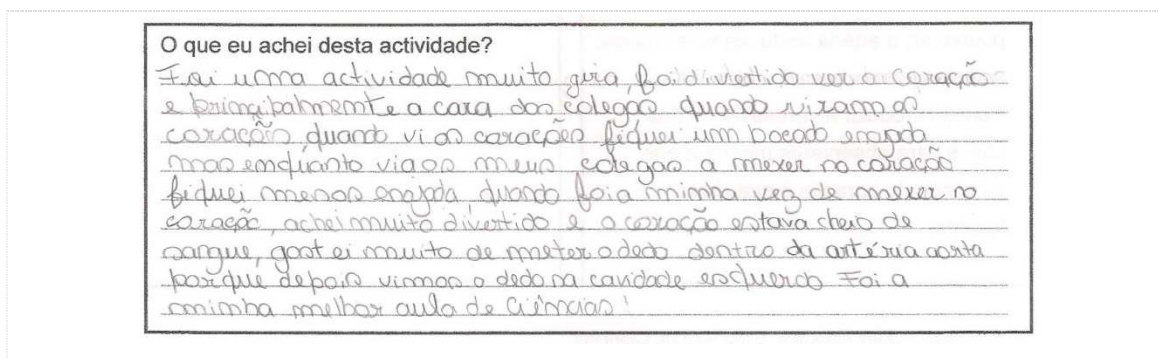 O que eu achei desta actividade?
Foi uma actividade muito gira, foi divertido ver o coração
e principalmente a cara dos colegas quando viram os
corações, quando vi os corações fiquei um bocado enojada
mas enquanto via os meus colegas a mexer no coração
fiquei menos enojada, quando foi a minha vez de mexer no
coração, achei muito divertido e o coração estava cheio de
sangue, gostei muito de meter o dedo dentro da artéria aorta
porque depois vimos o dedo na cavidade esquerda Foi a
minha melhor aula de Ciências!